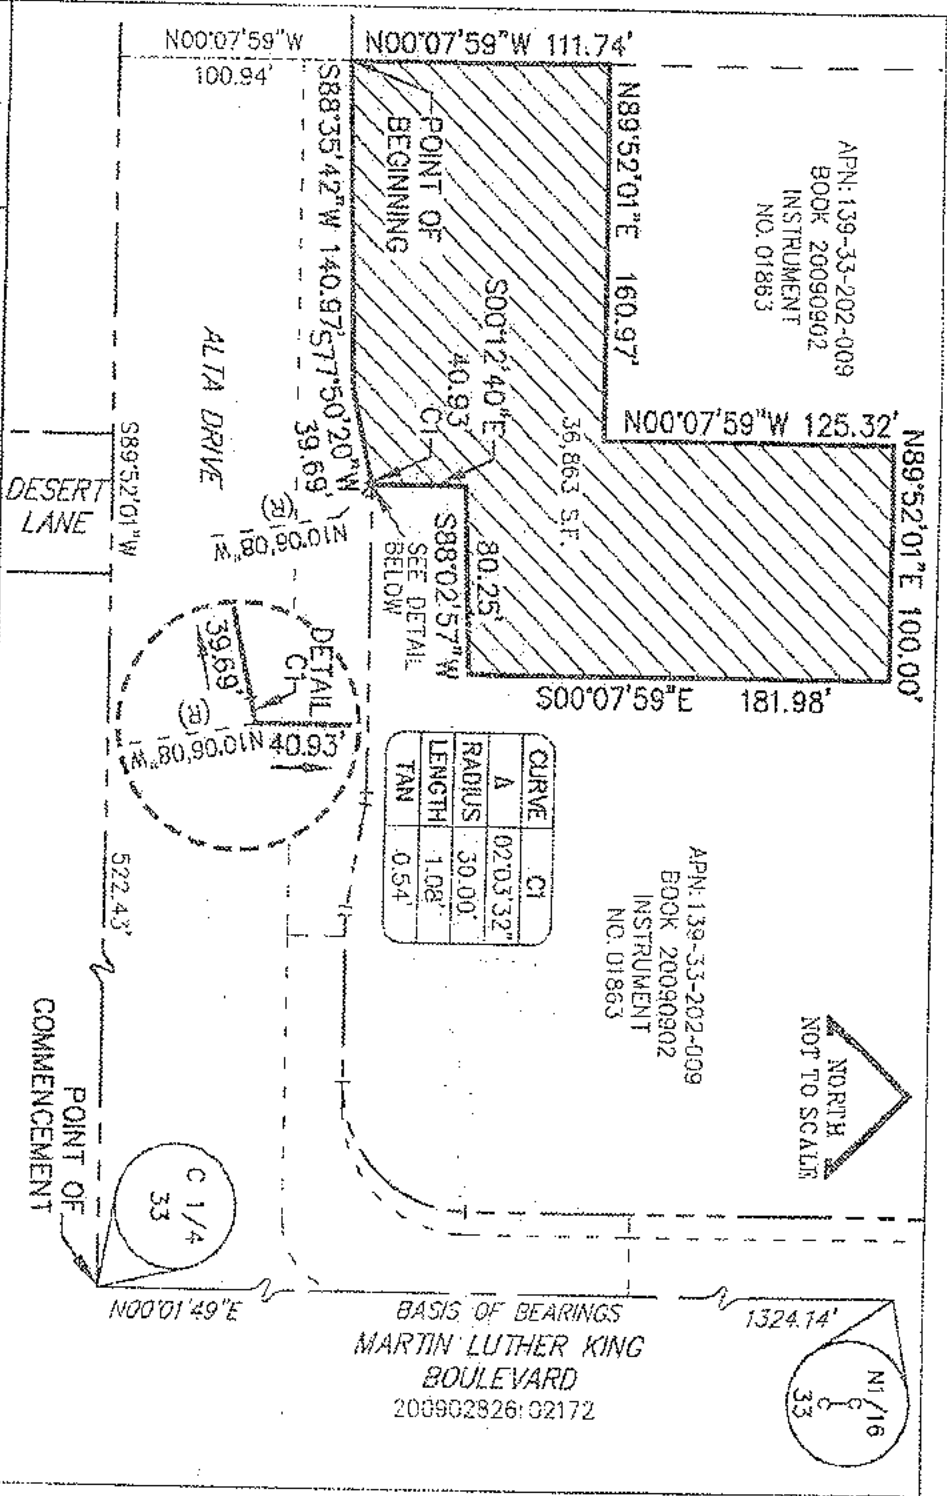 N00°07'59"W
100.94'
N00°07'59"W 111.74'
N89°52'01"E 160.97'
APN: 139-33-202-009
BOOK 20090902
INSTRUMENT
NO. 01863
N00°07'59"W 125.32'
N89°52'01"E 100.00'
S00°07'59"E 181.98'
36,863 S.F.
POINT OF
BEGINNING
S88°35'42"W 140.97'
S77°50'20"W
39.69'
S00°12'40"E
40.93'
C1
80.25'
S88°02'57"W
SEE DETAIL
BELOW
N10°06'08"W
(R)
ALTA DRIVE
S89°52'01"W
522.43'
DESERT
LANE
DETAIL
C1
39.69'
40.93'
N10°06'08"W
(R)
CURVE C1
Δ 02°03'32"
RADIUS 30.00'
LENGTH 1.08'
TAN 0.54'
APN: 139-33-202-009
BOOK 20090902
INSTRUMENT
NO. 01863
NORTH
NOT TO SCALE
POINT OF
COMMENCEMENT
C 1/4
33
N00°01'49"E
BASIS OF BEARINGS
1324.14'
MARTIN LUTHER KING
BOULEVARD
200902826:02172
N1/16
C C
33